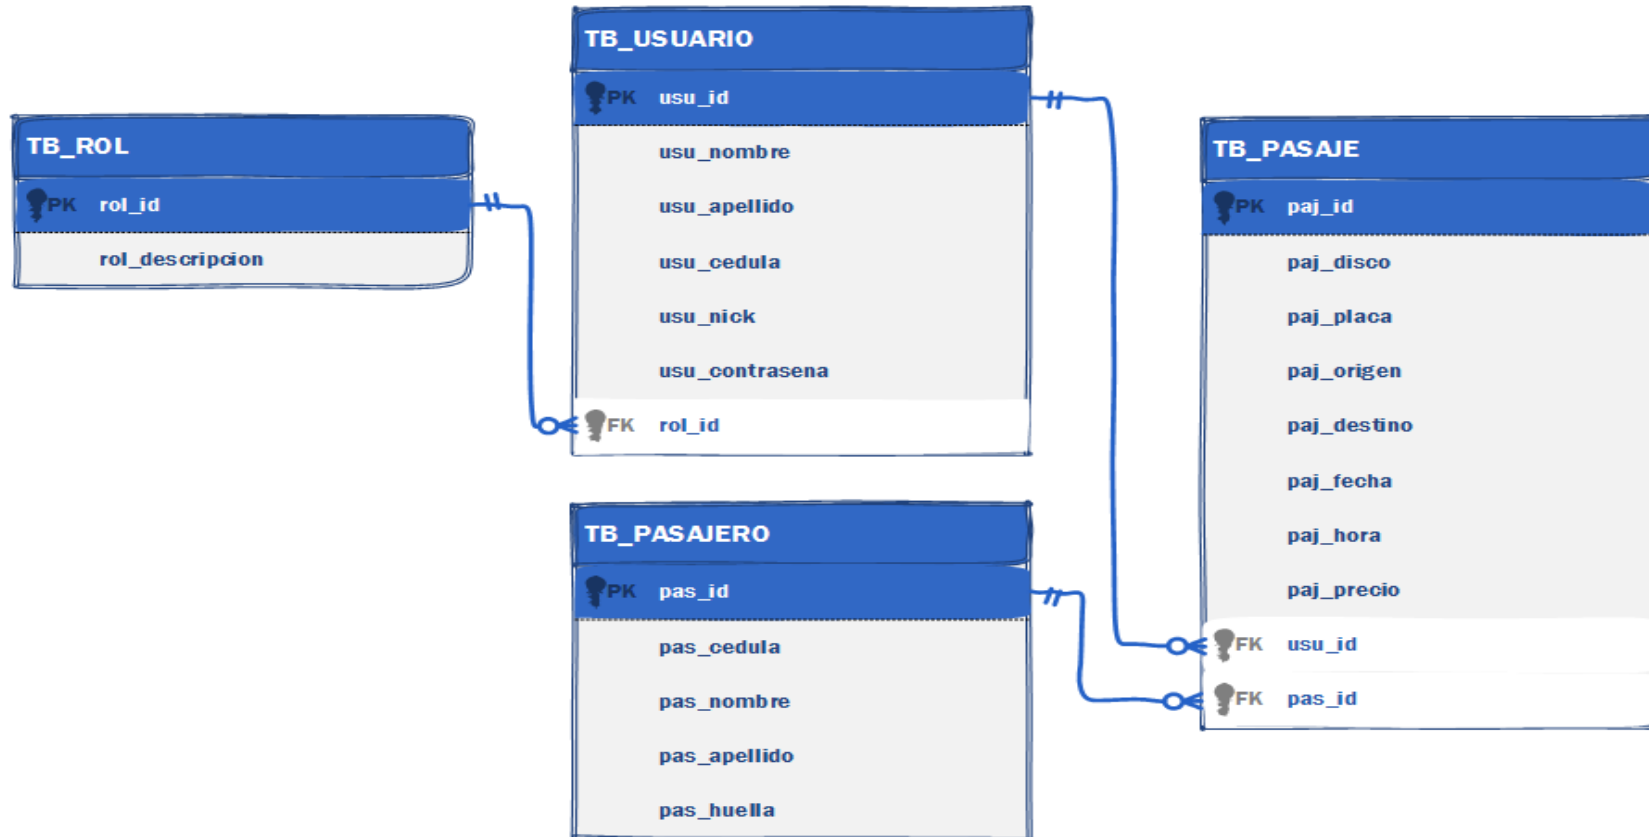 TB_ROL
PK rol_id
rol_descripcion
TB_USUARIO
PK usu_id
usu_nombre
usu_apellido
usu_cedula
usu_nick
usu_contrasena
FK rol_id
TB_PASAJERO
PK pas_id
pas_cedula
pas_nombre
pas_apellido
pas_huella
TB_PASAJE
PK paj_id
paj_disco
paj_placa
paj_origen
paj_destino
paj_fecha
paj_hora
paj_precio
FK usu_id
FK pas_id